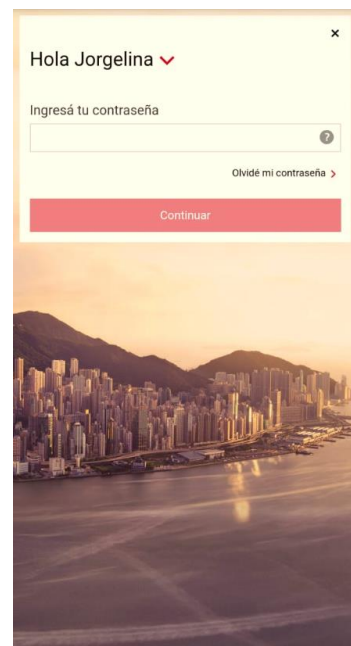 Hola Jorgelina
Ingresá tu contraseña
?
Olvidé mi contraseña
Continuar